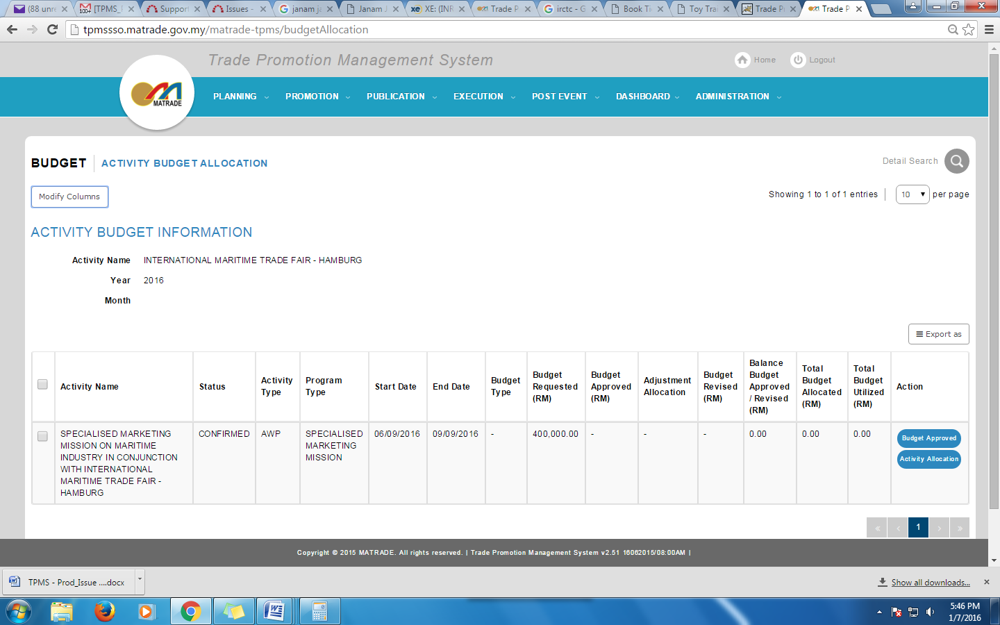 (88 unre
[TPMS_
Support
Issues -
janam ja
Janam J
XE: (INR
Trade P
irctc - G
Book Ti
Toy Trai
Trade P
Trade P
tpmssso.matrade.gov.my/matrade-tpms/budgetAllocation
Trade Promotion Management System
Home
Logout
MATRADE
PLANNING
PROMOTION
PUBLICATION
EXECUTION
POST EVENT
DASHBOARD
ADMINISTRATION
BUDGET
ACTIVITY BUDGET ALLOCATION
Detail Search
Modify Columns
Showing 1 to 1 of 1 entries
10
per page
ACTIVITY BUDGET INFORMATION
Activity Name INTERNATIONAL MARITIME TRADE FAIR - HAMBURG
Year 2016
Month
Export as
Activity Name
Status
Activity
Type
Program
Type
Start Date
End Date
Budget
Type
Budget
Requested
(RM)
Budget
Approved
(RM)
Adjustment
Allocation
Budget
Revised
(RM)
Balance
Budget
Approved
/ Revised
(RM)
Total
Budget
Allocated
(RM)
Total
Budget
Utilized
(RM)
Action
SPECIALISED MARKETING
MISSION ON MARITIME
INDUSTRY IN CONJUNCTION
WITH INTERNATIONAL
MARITIME TRADE FAIR -
HAMBURG
CONFIRMED
AWP
SPECIALISED
MARKETING
MISSION
06/09/2016
09/09/2016
-
400,000.00
-
-
-
0.00
0.00
0.00
Budget Approved
Activity Allocation
« ‹ 1 › »
Copyright © 2015 MATRADE. All rights reserved. | Trade Promotion Management System v2.51 16062015/08:00AM |
TPMS - Prod_Issue ....docx
Show all downloads...
5:46 PM
1/7/2016